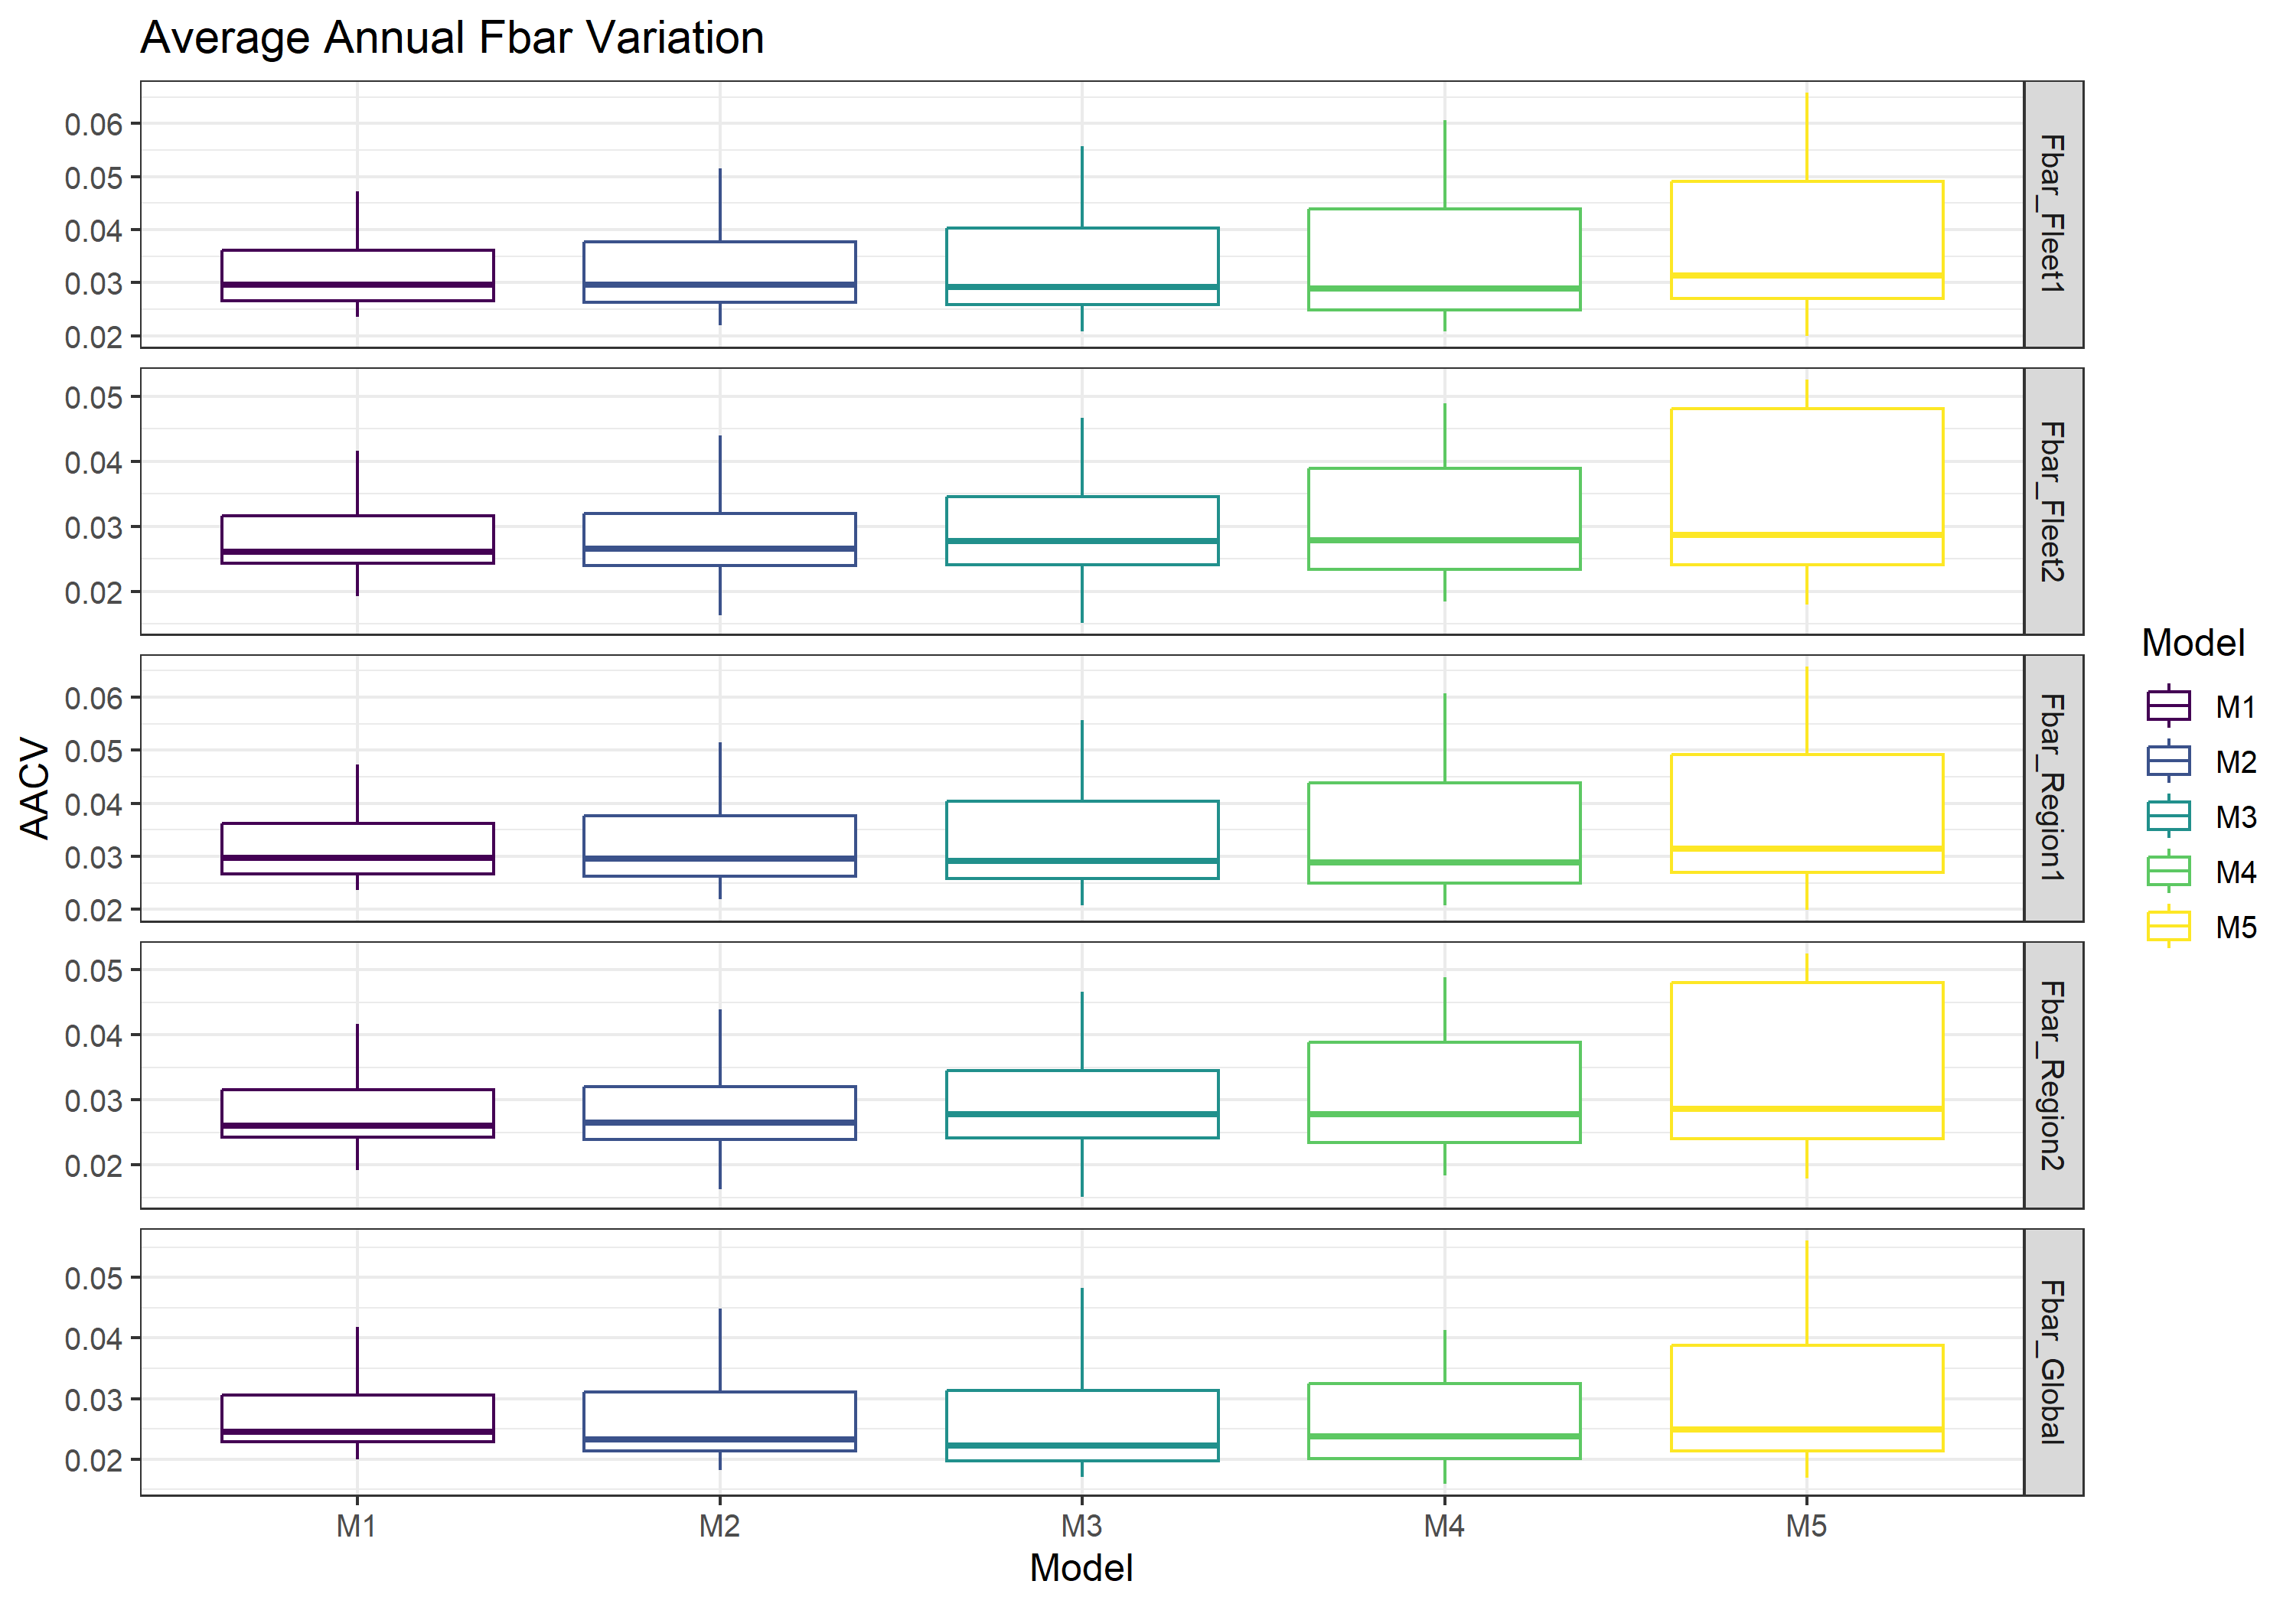 Average Annual Fbar Variation
AACV
0.06
0.05
0.04
0.03
0.02
Fbar_Fleet1
0.05
0.04
0.03
0.02
Fbar_Fleet2
0.06
0.05
0.04
0.03
0.02
Fbar_Region1
0.05
0.04
0.03
0.02
Fbar_Region2
0.05
0.04
0.03
0.02
Fbar_Global
M1 M2 M3 M4 M5
Model
Model
M1
M2
M3
M4
M5